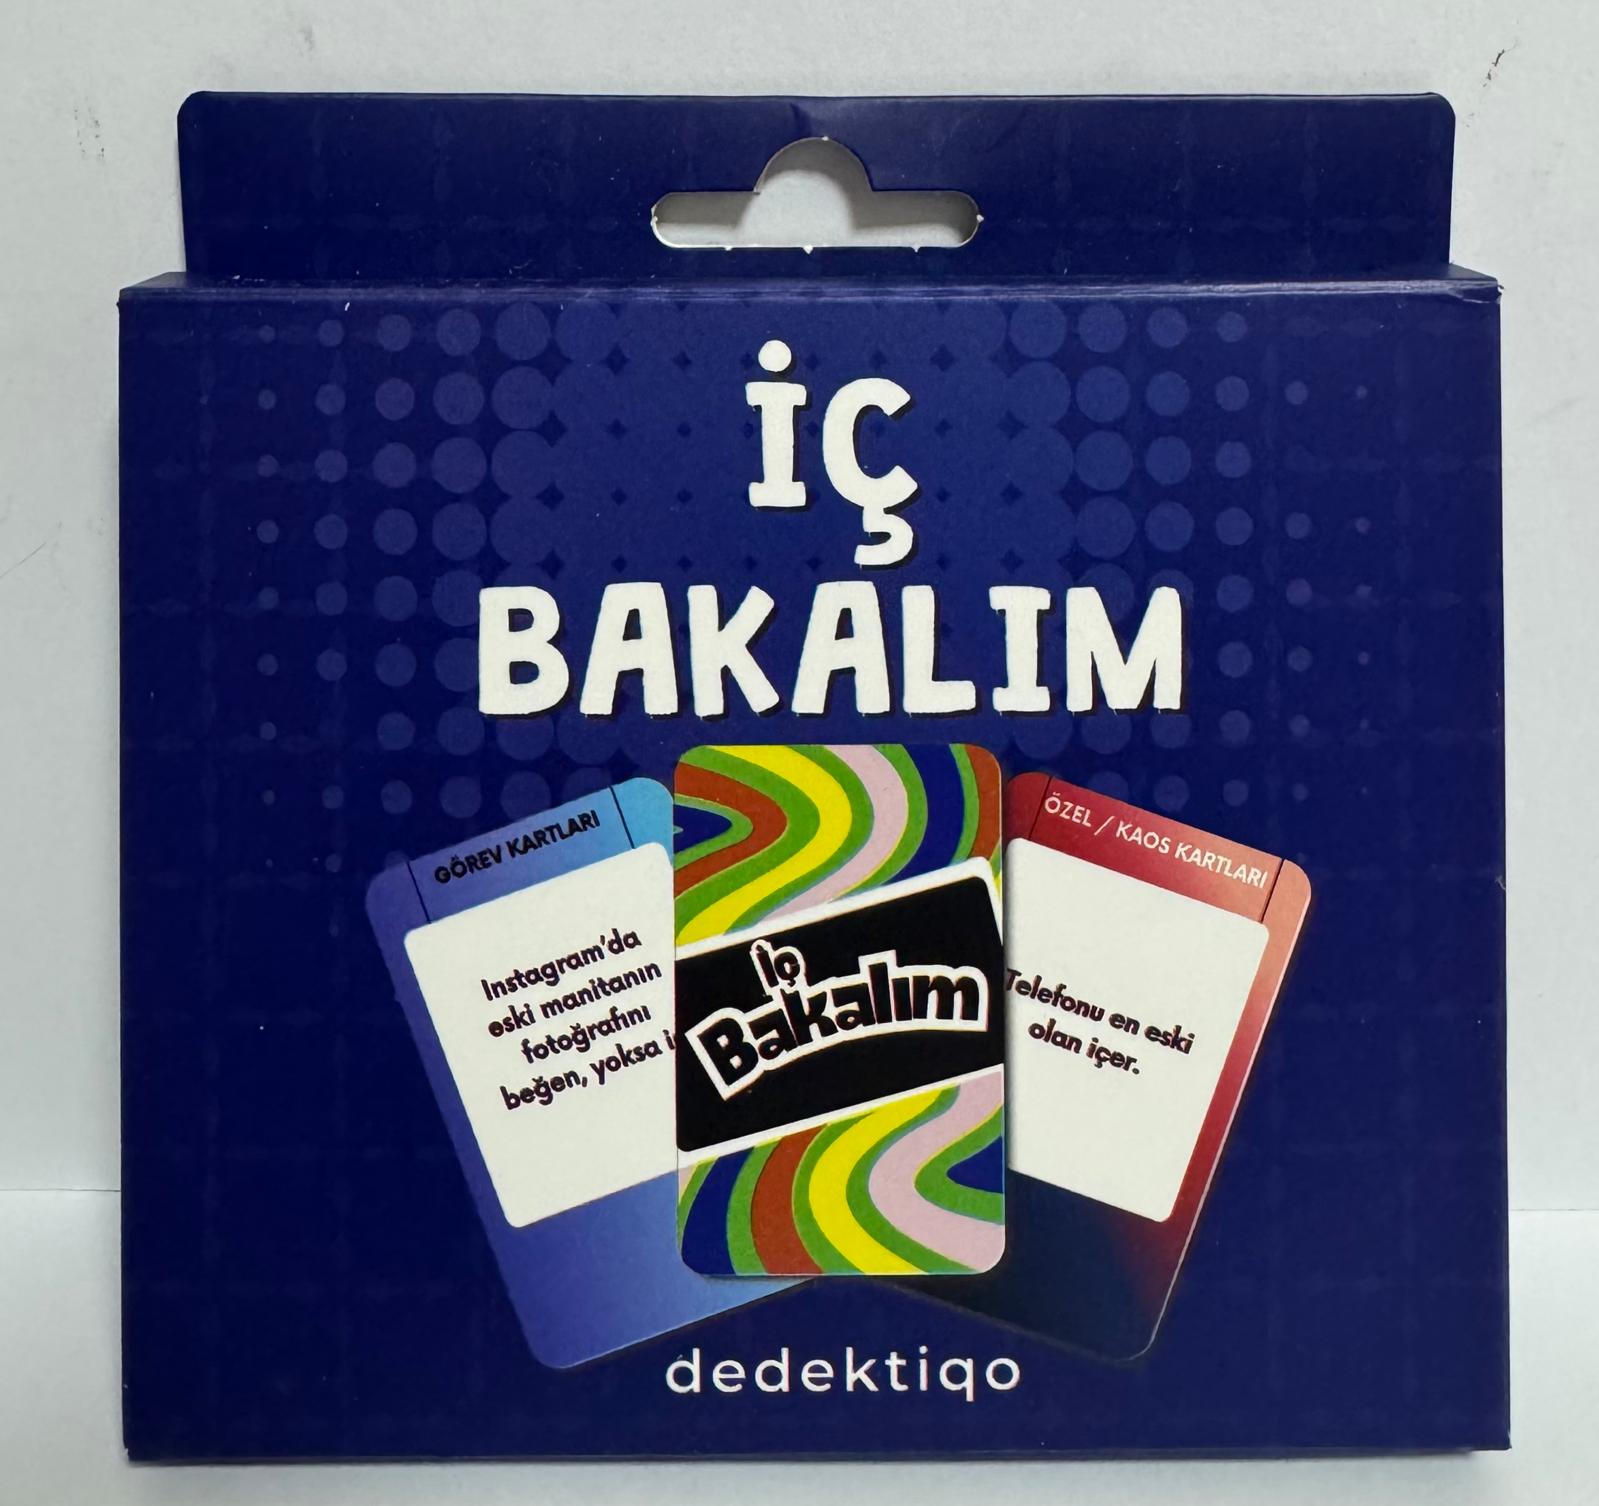 İÇ
BAKALIM
GÖREV KARTLARI
Instagram'da
eski manitanın
fotoğrafını
beğen, yoksa
İç
Bakalım
ÖZEL / KAOS KARTLARI
Telefonu en eski
olan içer.
dedektiqo